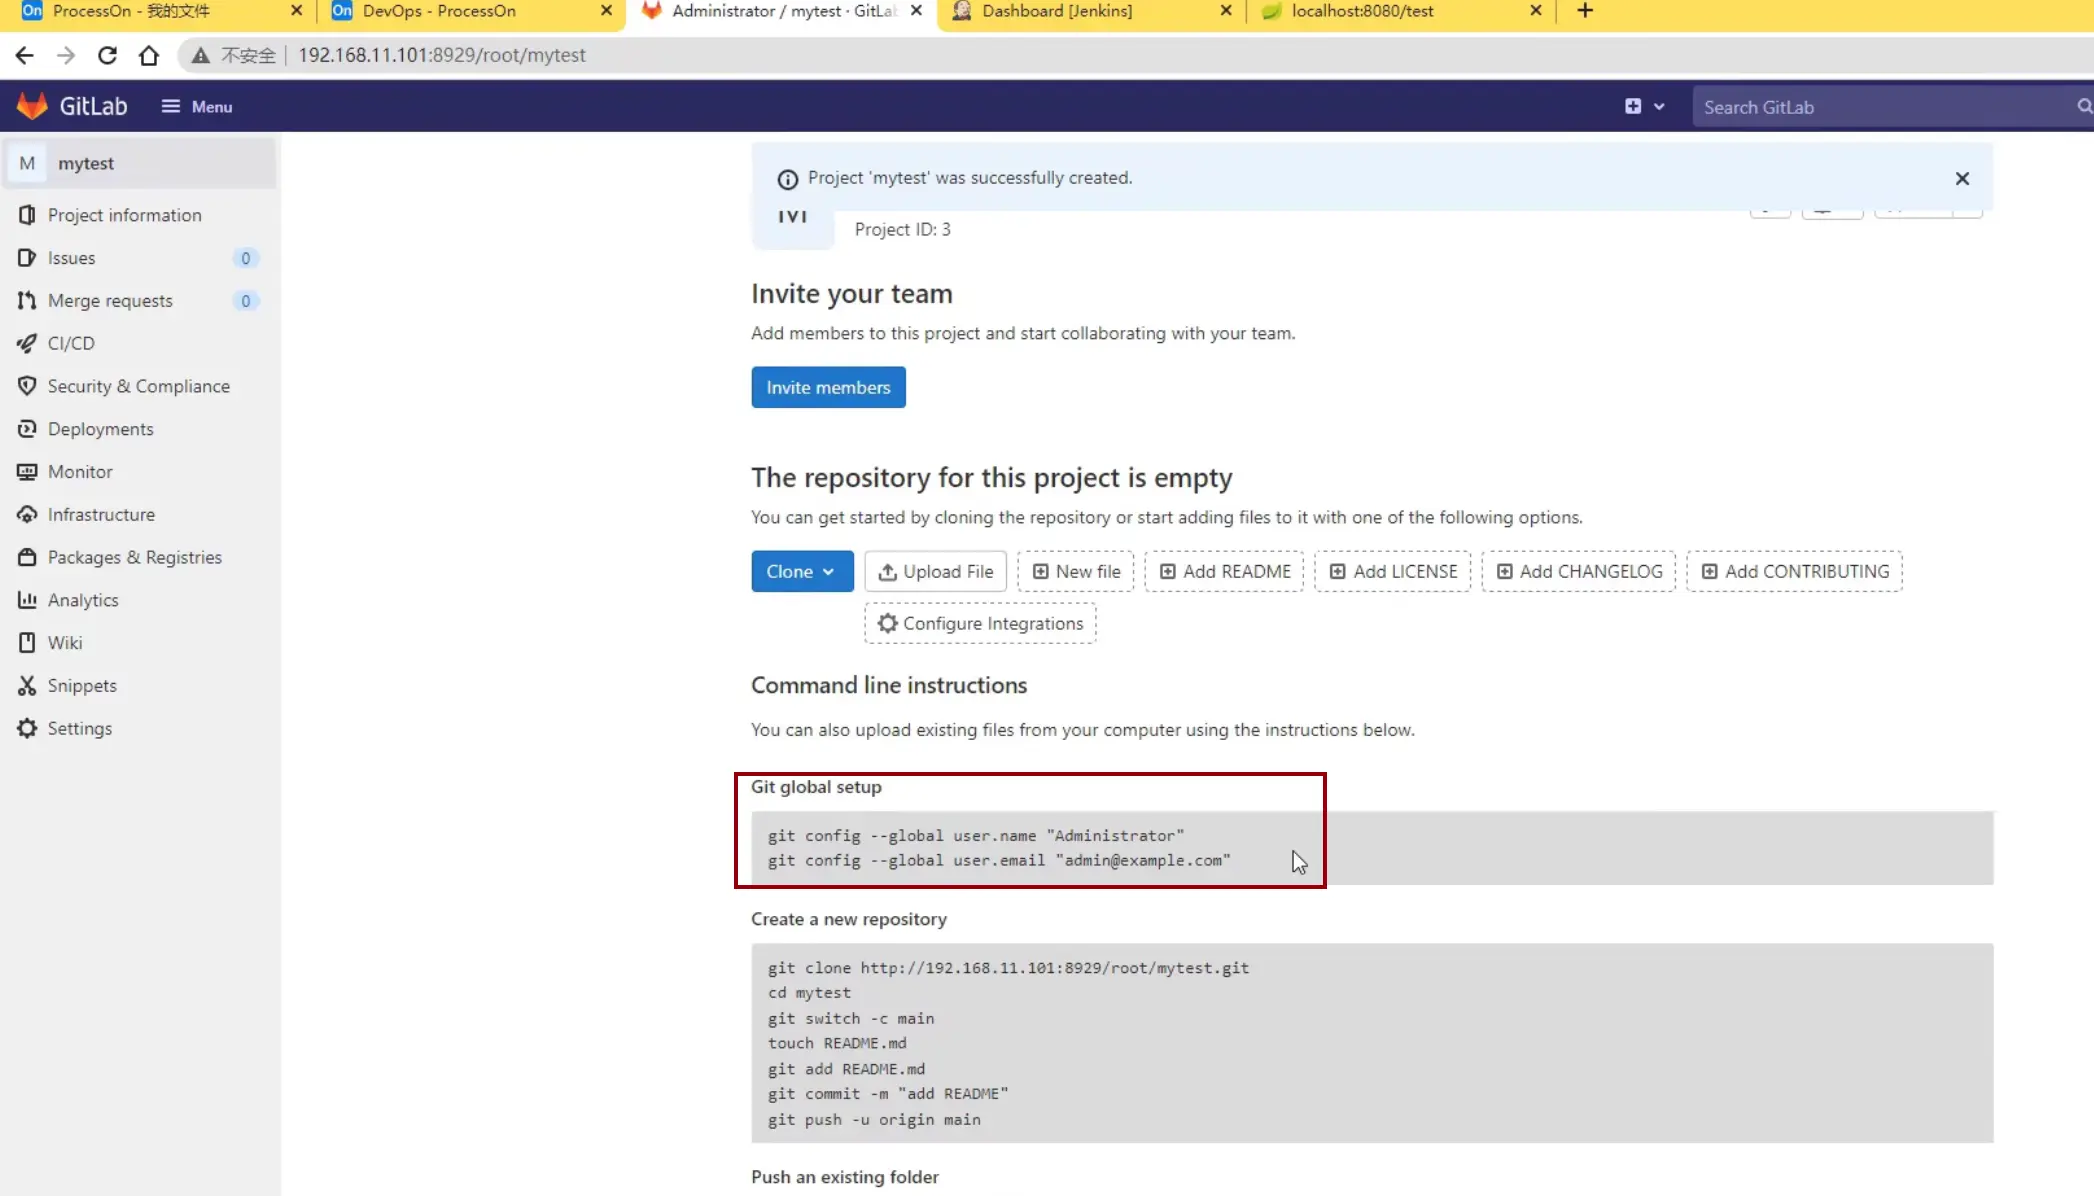 ProcessOn - 我的文件
DevOps - ProcessOn
Administrator / mytest · GitLab
Dashboard [Jenkins]
localhost:8080/test
不安全 192.168.11.101:8929/root/mytest
GitLab Menu Search GitLab
M mytest
Project information
Issues 0
Merge requests 0
CI/CD
Security & Compliance
Deployments
Monitor
Infrastructure
Packages & Registries
Analytics
Wiki
Snippets
Settings
Project 'mytest' was successfully created.
Project ID: 3
Invite your team
Add members to this project and start collaborating with your team.
Invite members
The repository for this project is empty
You can get started by cloning the repository or start adding files to it with one of the following options.
Clone Upload File New file Add README Add LICENSE Add CHANGELOG Add CONTRIBUTING
Configure Integrations
Command line instructions
You can also upload existing files from your computer using the instructions below.
Git global setup
git config --global user.name "Administrator"
git config --global user.email "admin@example.com"
Create a new repository
git clone http://192.168.11.101:8929/root/mytest.git
cd mytest
git switch -c main
touch README.md
git add README.md
git commit -m "add README"
git push -u origin main
Push an existing folder